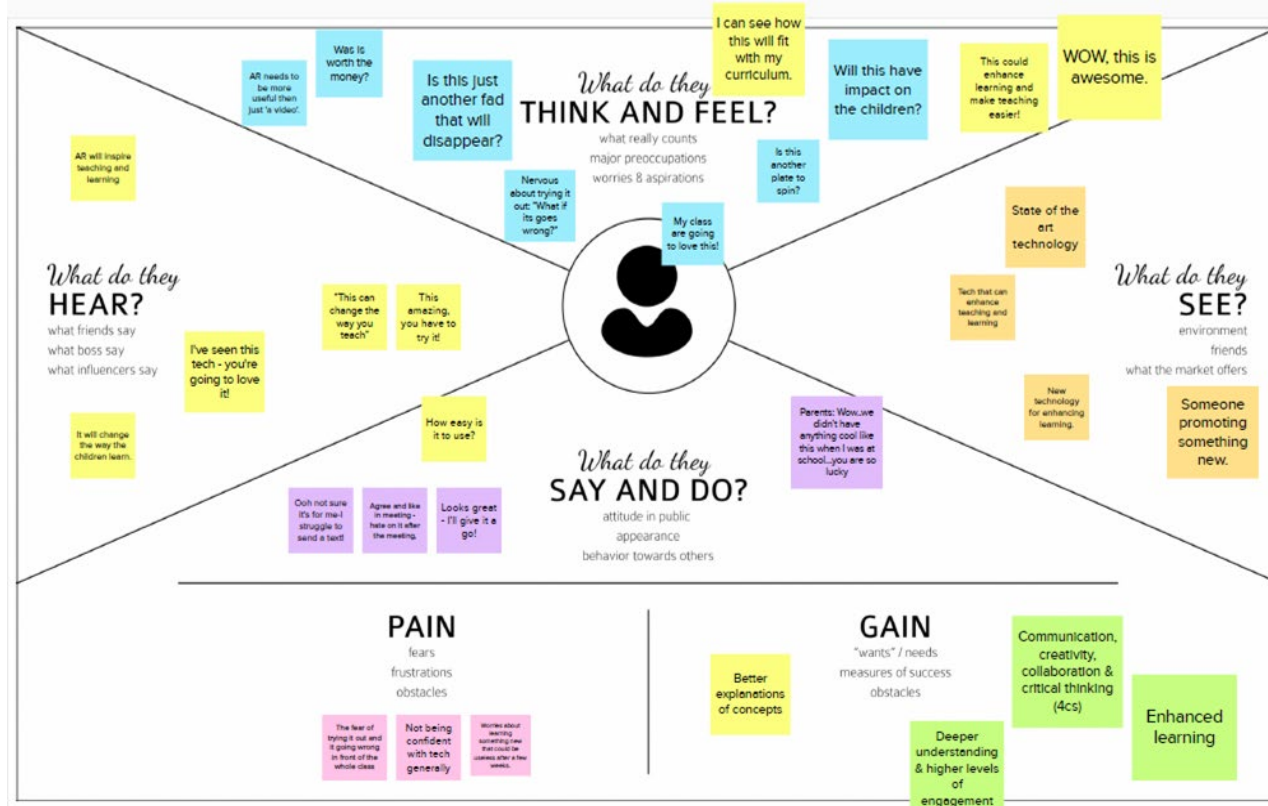 Was is
worth the
money?
AR needs to
be more
useful then
just 'a video'.
Is this just
another fad
that will
disappear?
Nervous
about trying it
out: "What if
its goes
wrong?"
What do they
THINK AND FEEL?
what really counts
major preoccupations
worries & aspirations
I can see how
this will fit
with my
curriculum.
Will this have
impact on
the children?
This could
enhance
learning and
make teaching
easier!
WOW, this is
awesome.
Is this
another
plate to
spin?
My class
are going
to love this!
AR will inspire
teaching and
learning
What do they
HEAR?
what friends say
what boss say
what influencers say
"This can
change the
way you
teach"
This
amazing,
you have to
try it!
I've seen this
tech - you're
going to love
it!
It will change
the way the
children learn.
State of the
art
technology
Tech that can
enhance
teaching and
learning
What do they
SEE?
environment
friends
what the market offers
New
technology
for enhancing
learning.
Someone
promoting
something
new.
How easy
is it to use?
What do they
SAY AND DO?
attitude in public
appearance
behavior towards others
Parents: Wow..we
didn't have
anything cool like
this when I was at
school...you are so
lucky
Ooh not sure
it's for me-I
struggle to
send a text!
Agree and like
in meeting -
hate on it after
the meeting.
Looks great
- I'll give it a
go!
PAIN
fears
frustrations
obstacles
The fear of
trying it out and
it going wrong
in front of the
whole class
Not being
confident
with tech
generally
Worries about
learning
something new
that could be
useless after a
few weeks.
GAIN
"wants" / needs
measures of success
obstacles
Better
explanations
of concepts
Communication,
creativity,
collaboration &
critical thinking
(4cs)
Deeper
understanding
& higher levels
of
engagement
Enhanced
learning